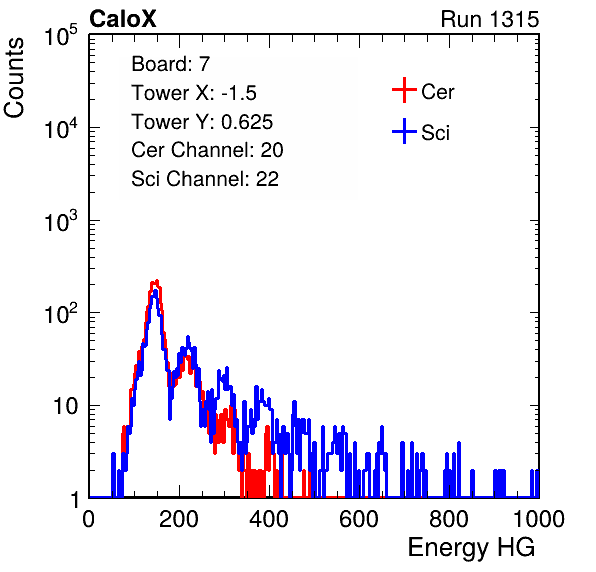 CaloX Run 1315
Counts
10^5
10^4
10^3
10^2
10
1
Board: 7
Tower X: -1.5
Tower Y: 0.625
Cer Channel: 20
Sci Channel: 22
Cer
Sci
0 200 400 600 800 1000
Energy HG